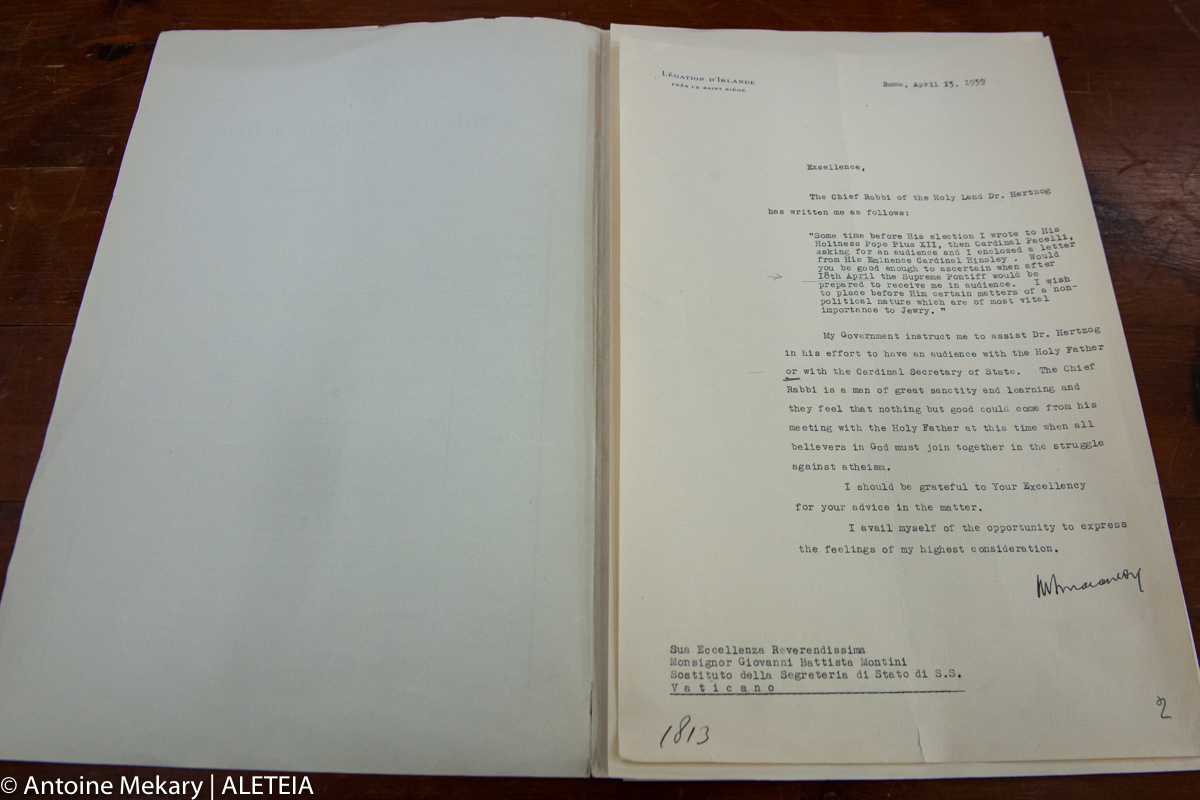 LÉGATION D'IRLANDE
PRÈS LE SAINT SIÈGE
Rome, April 13, 1939
Excellence,
The Chief Rabbi of the Holy Land Dr. Hertzog
has written me as follows:
"Some time before His election I wrote to His
Holiness Pope Pius XII, then Cardinal Pacelli,
asking for an audience and I enclosed a letter
from His Eminence Cardinal Hinsley . Would
you be good enough to ascertain when after
18th April the Supreme Pontiff would be
prepared to receive me in audience. I wish
to place before Him certain matters of a non-
political nature which are of most vital
importance to Jewry. "
My Government instruct me to assist Dr. Hertzog
in his effort to have an audience with the Holy Father
or with the Cardinal Secretary of State. The Chief
Rabbi is a man of great sanctity and learning and
they feel that nothing but good could come from his
meeting with the Holy Father at this time when all
believers in God must join together in the struggle
against atheism.
I should be grateful to Your Excellency
for your advice in the matter.
I avail myself of the opportunity to express
the feelings of my highest consideration.
Sua Eccellenza Reverendissima
Monsignor Giovanni Battista Montini
Sostituto della Segreteria di Stato di S.S.
Vaticano
1813
2
© Antoine Mekary | ALETEIA